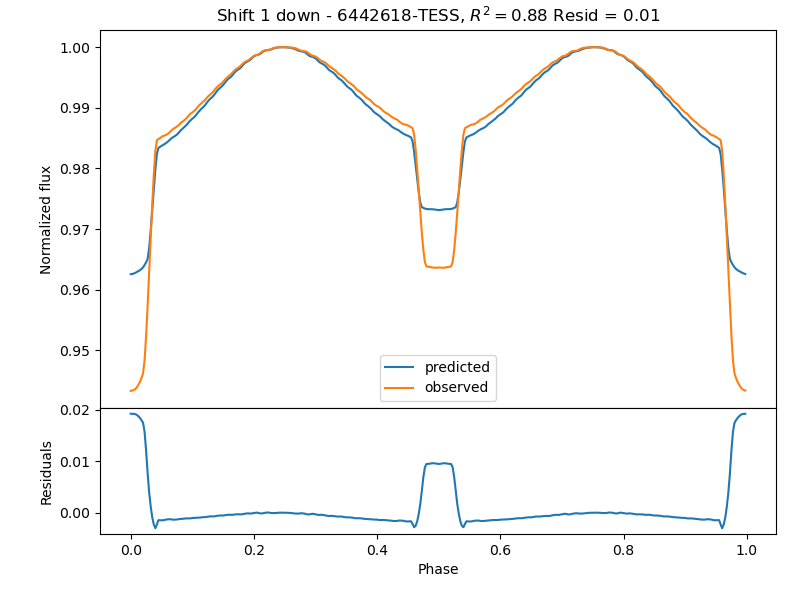 Shift 1 down - 6442618-TESS, $R^2 = 0.88$ Resid = 0.01
1.00
0.99
0.98
0.97
0.96
0.95
Normalized flux
predicted
observed
0.02
0.01
0.00
Residuals
0.0 0.2 0.4 0.6 0.8 1.0
Phase